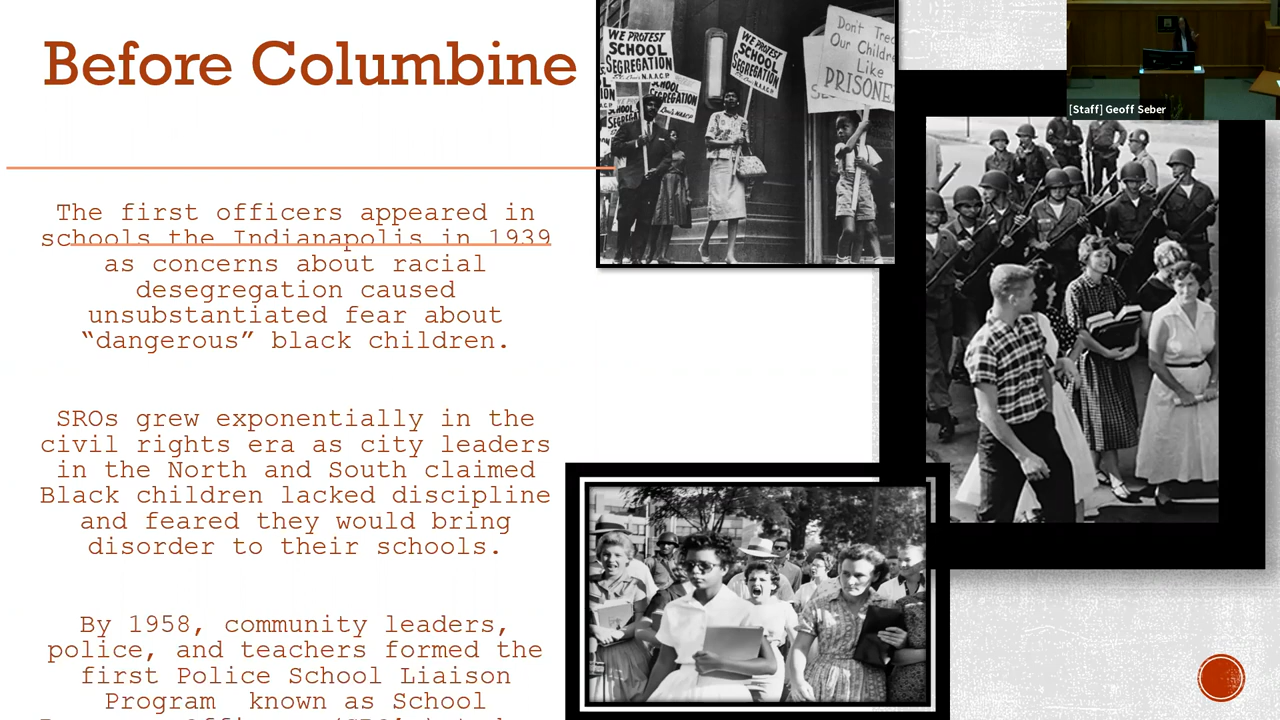 Before Columbine
The first officers appeared in
schools the Indianapolis in 1939
as concerns about racial
desegregation caused
unsubstantiated fear about
“dangerous” black children.
SROs grew exponentially in the
civil rights era as city leaders
in the North and South claimed
Black children lacked discipline
and feared they would bring
disorder to their schools.
By 1958, community leaders,
police, and teachers formed the
first Police School Liaison
Program known as School
WE PROTEST
SCHOOL
SEGREGATION
St. Louis N.A.A.C.P.
SCHOOL
SEGREGATION
WE PROTEST
SCHOOL
SEGREGATION
Don't
Our
Like
[Staff] Geoff Seber